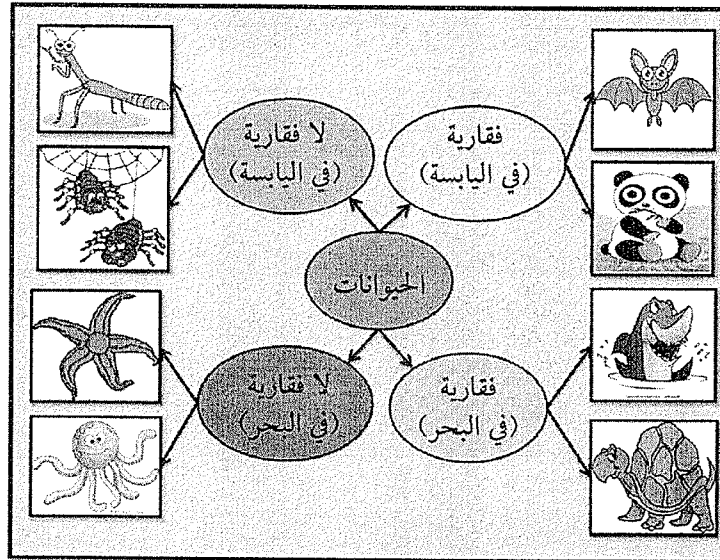 فقارية
(في اليابسة)
لا فقارية
(في اليابسة)
الحيوانات
فقارية
(في البحر)
لا فقارية
(في البحر)